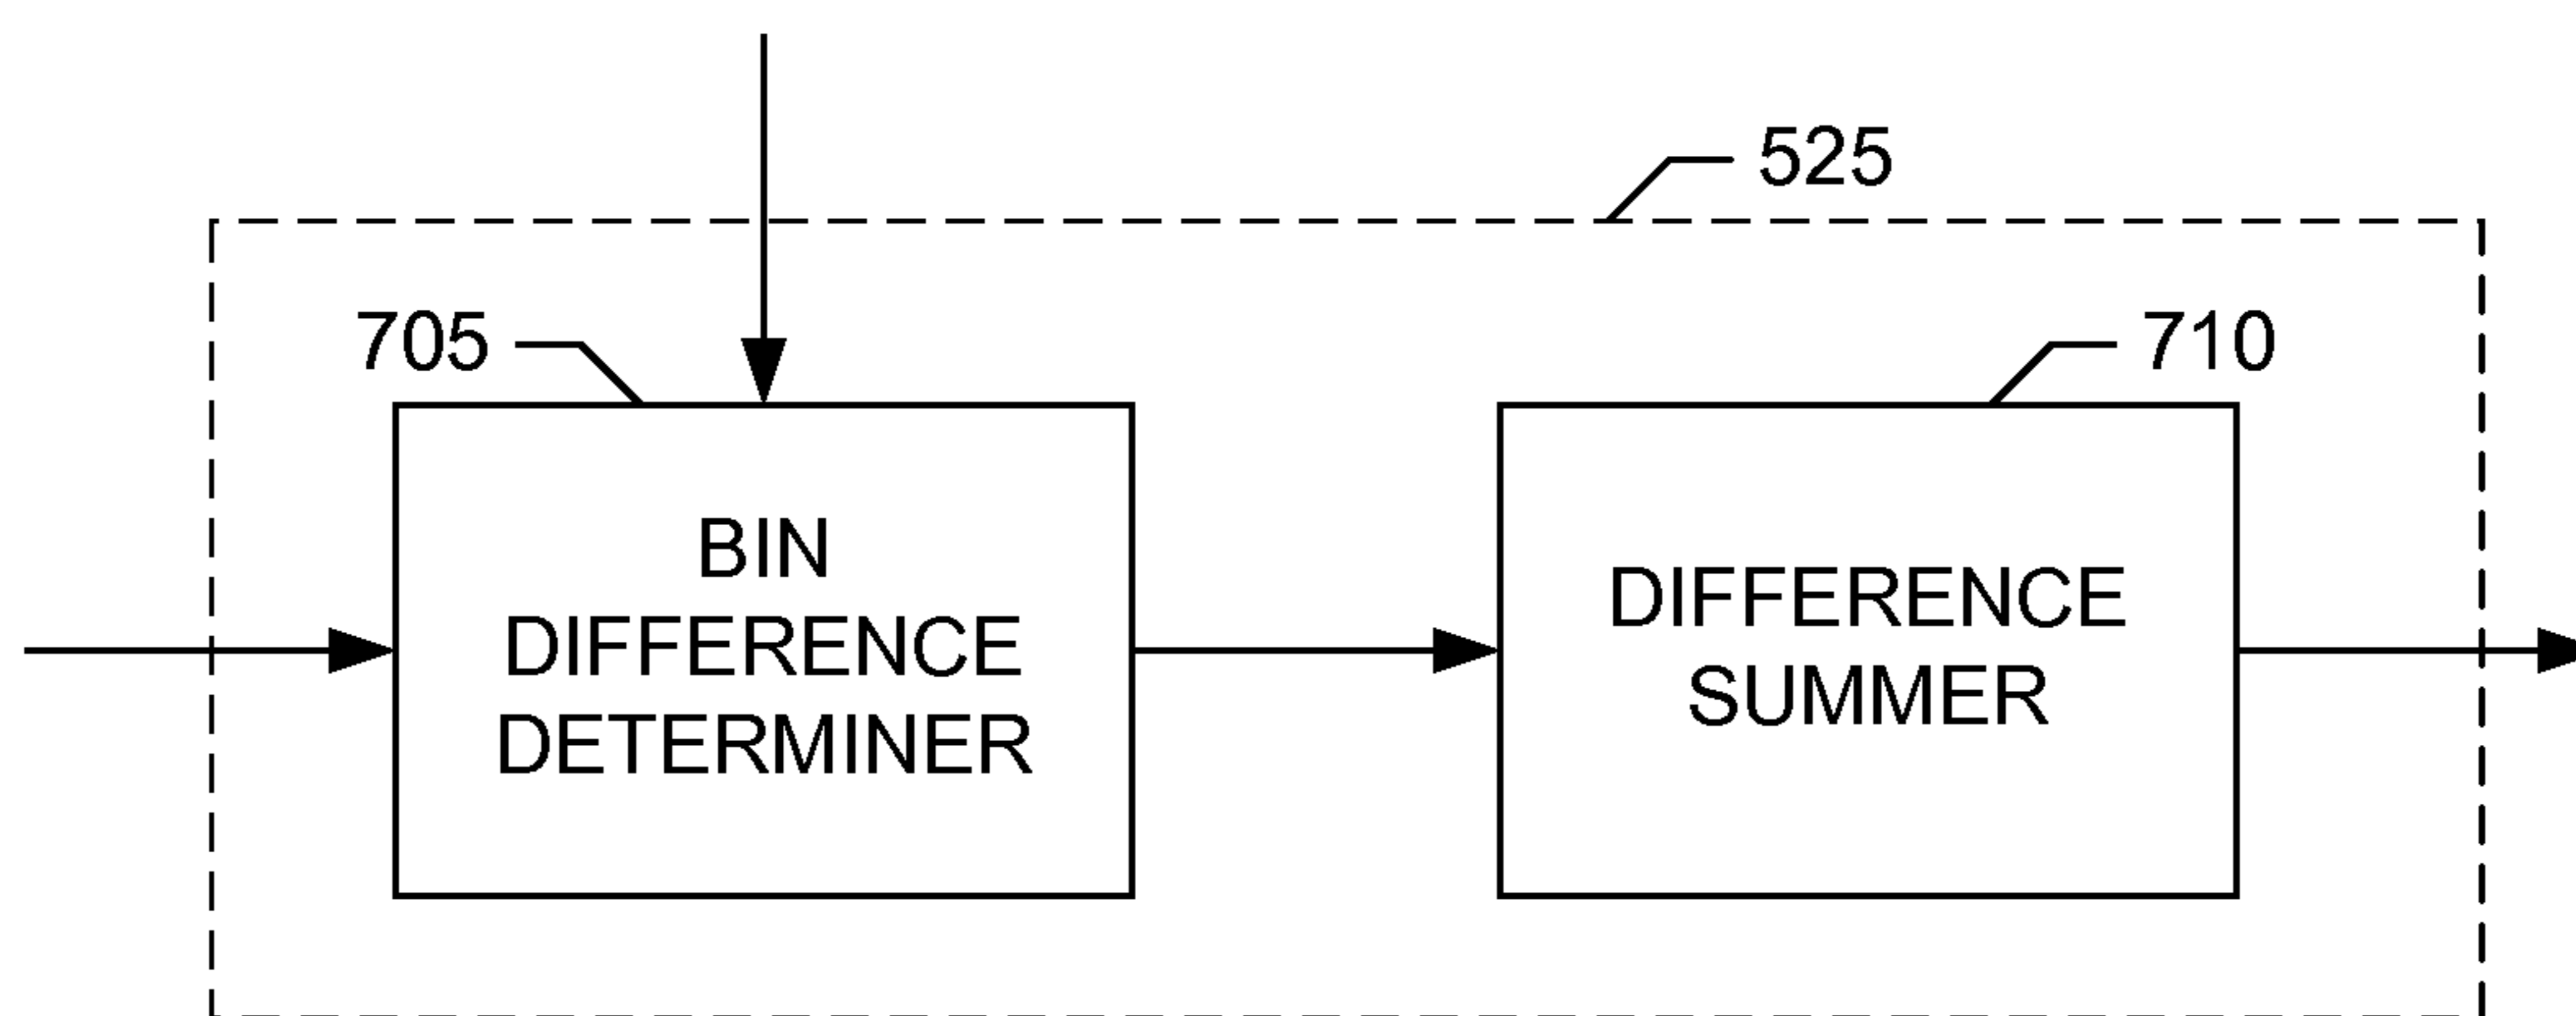 525
705
710
BIN
DIFFERENCE
DETERMINER
DIFFERENCE
SUMMER